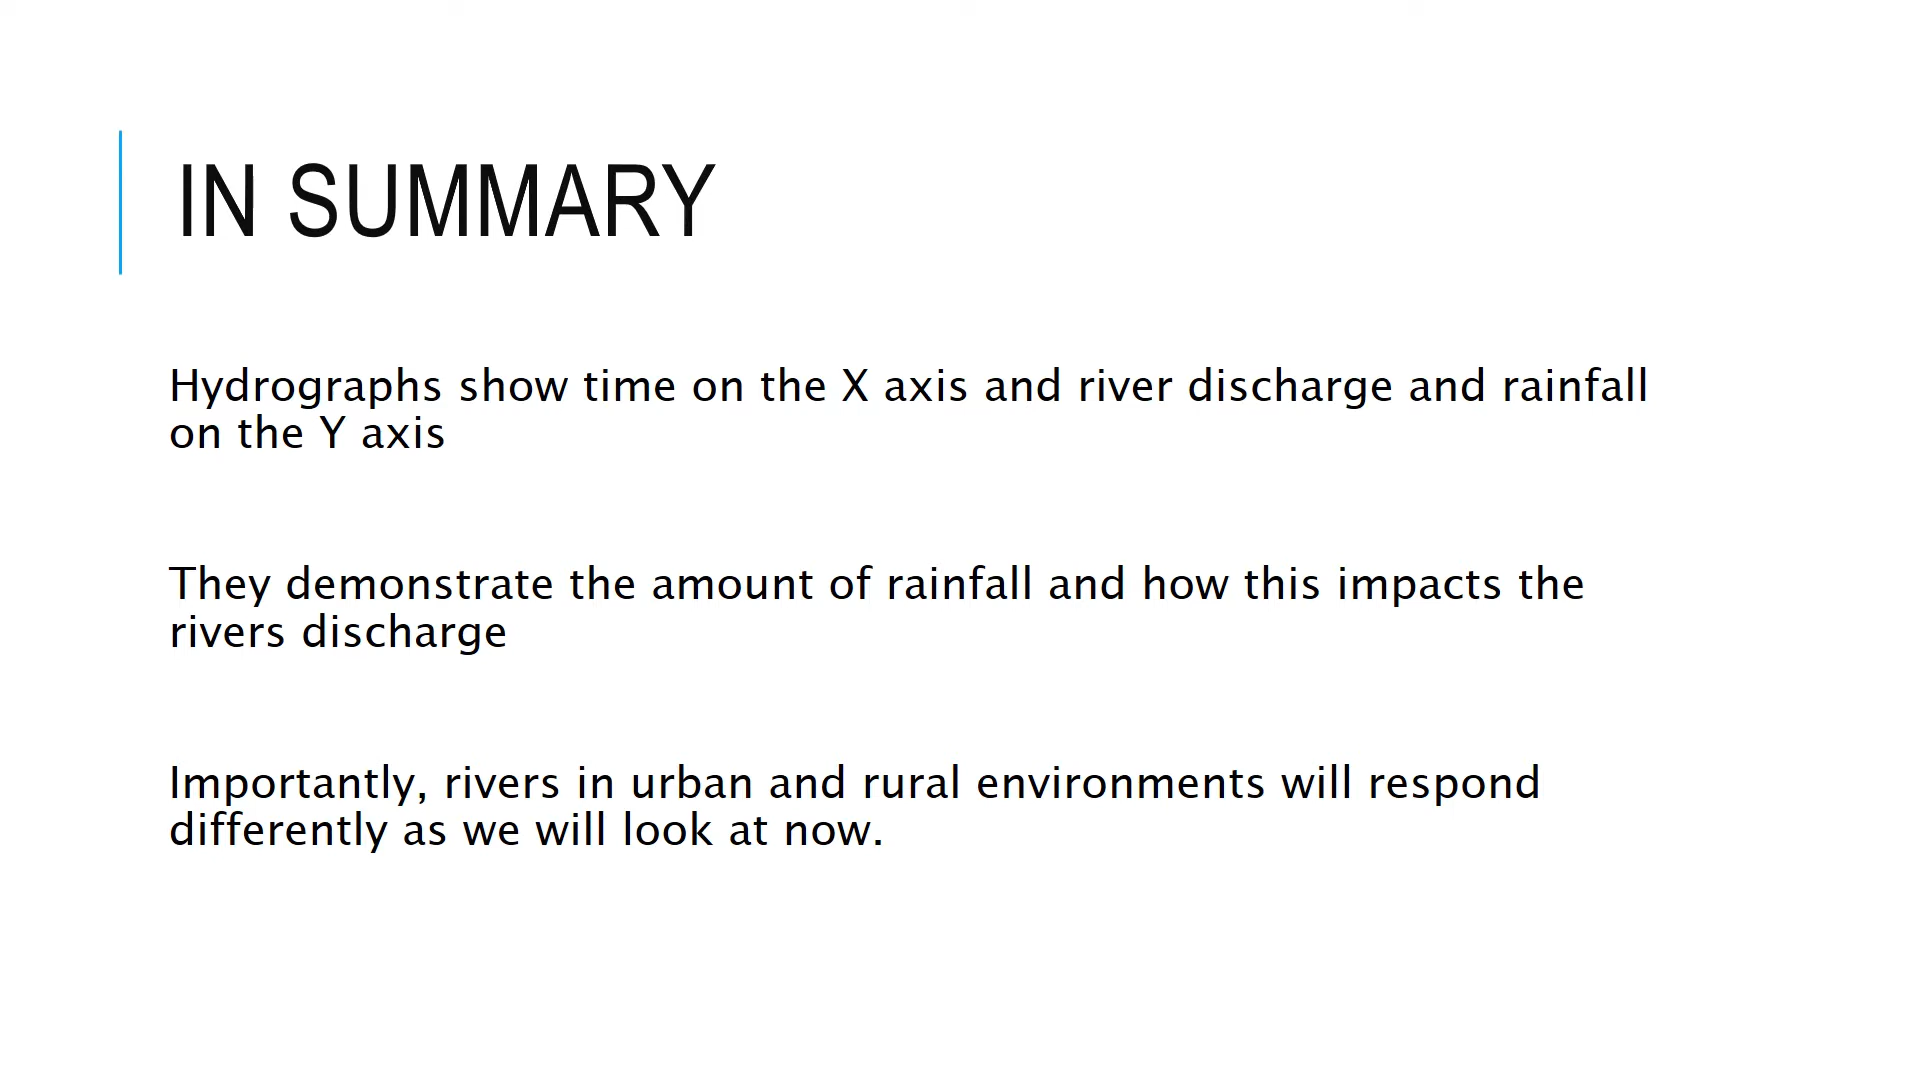 IN SUMMARY
Hydrographs show time on the X axis and river discharge and rainfall
on the Y axis
They demonstrate the amount of rainfall and how this impacts the
rivers discharge
Importantly, rivers in urban and rural environments will respond
differently as we will look at now.